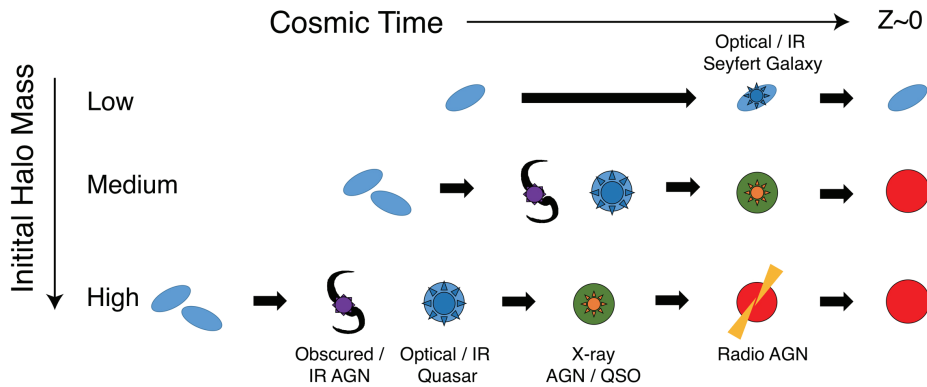 Cosmic Time
Z~0
Optical / IR
Seyfert Galaxy
Initital Halo Mass
Low
Medium
High
Obscured /
IR AGN
Optical / IR
Quasar
X-ray
AGN / QSO
Radio AGN